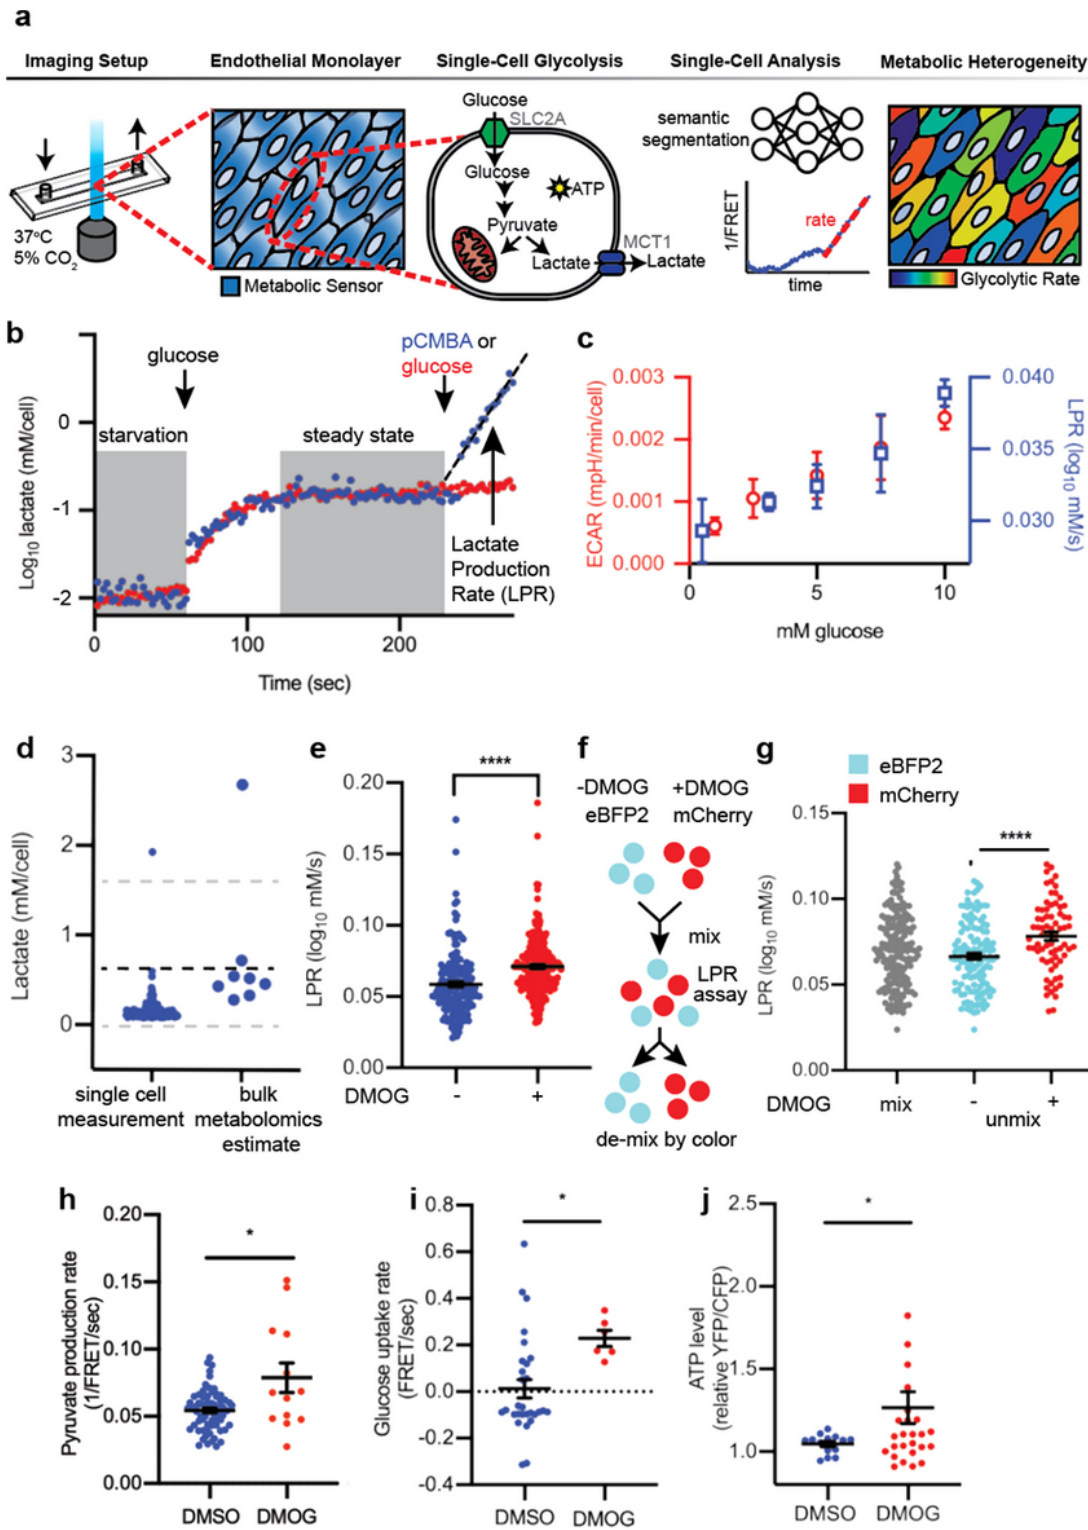 a
Imaging Setup
Endothelial Monolayer
Single-Cell Glycolysis
Single-Cell Analysis
Metabolic Heterogeneity
37°C
5% CO2
Metabolic Sensor
Glucose
SLC2A
Glucose
ATP
Pyruvate
MCT1
Lactate
Lactate
semantic
segmentation
1/FRET
rate
time
Glycolytic Rate
b
glucose
pCMBA or
glucose
starvation
steady state
Lactate
Production
Rate (LPR)
Log10 lactate (mM/cell)
0
-1
-2
0
100
200
Time (sec)
c
ECAR (mpH/min/cell)
0.003
0.002
0.001
0.000
0.040
0.035
0.030
LPR (log10 mM/s)
0
5
10
mM glucose
d
Lactate (mM/cell)
3
2
1
0
single cell
measurement
bulk
metabolomics
estimate
e
LPR (log10 mM/s)
0.20
0.15
0.10
0.05
0.00
****
DMOG
-
+
f
-DMOG
eBFP2
+DMOG
mCherry
mix
LPR
assay
de-mix by color
g
eBFP2
mCherry
LPR (log10 mM/s)
0.15
0.10
0.05
0.00
****
DMOG
mix
-
+
unmix
h
Pyruvate production rate
(1/FRET/sec)
0.20
0.15
0.10
0.05
0.00
*
DMSO
DMOG
i
Glucose uptake rate
(FRET/sec)
0.8
0.6
0.4
0.2
0.0
-0.2
-0.4
*
DMSO
DMOG
j
ATP level
(relative YFP/CFP)
2.5
2.0
1.5
1.0
*
DMSO
DMOG